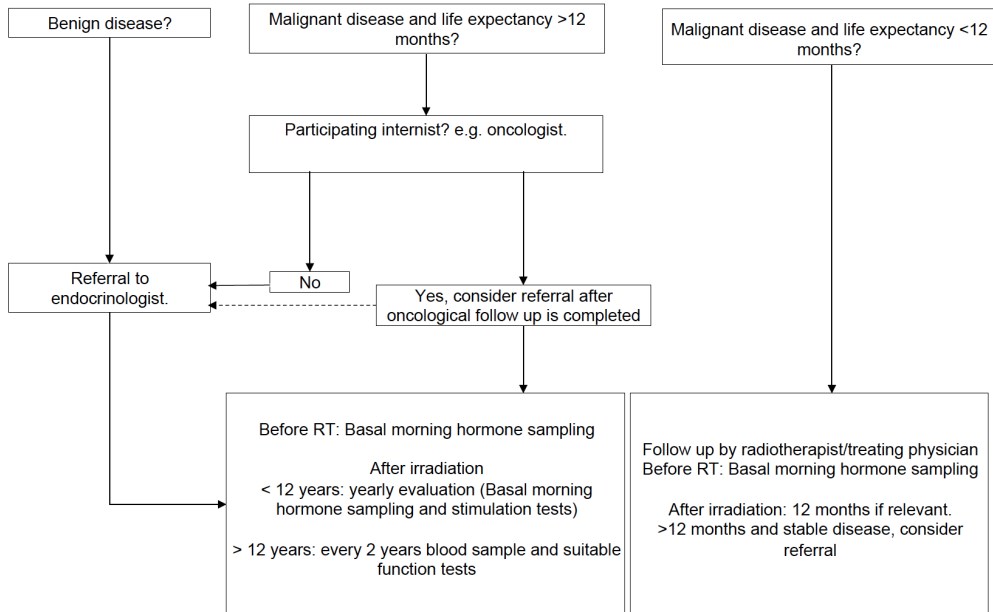 Benign disease?
Malignant disease and life expectancy >12
months?
Malignant disease and life expectancy <12
months?
Participating internist? e.g. oncologist.
Referral to
endocrinologist.
No
Yes, consider referral after
oncological follow up is completed
Before RT: Basal morning hormone sampling
After irradiation
< 12 years: yearly evaluation (Basal morning
hormone sampling and stimulation tests)
> 12 years: every 2 years blood sample and suitable
function tests
Follow up by radiotherapist/treating physician
Before RT: Basal morning hormone sampling
After irradiation: 12 months if relevant.
>12 months and stable disease, consider
referral